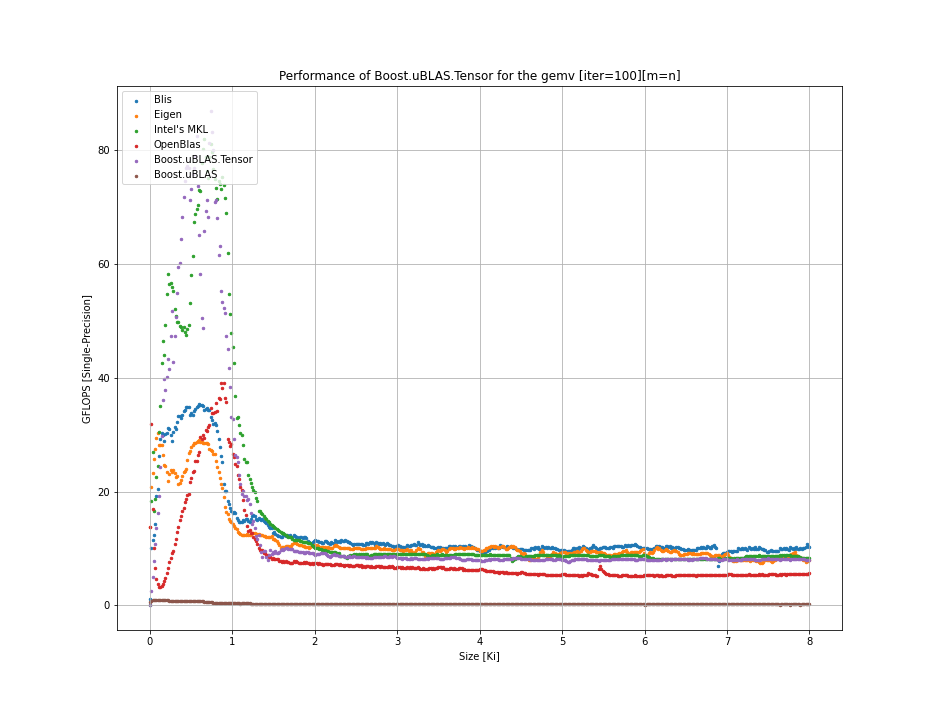 Performance of Boost.uBLAS.Tensor for the gemv [iter=100][m=n]
Blis
Eigen
Intel's MKL
OpenBlas
Boost.uBLAS.Tensor
Boost.uBLAS
GFLOPS [Single-Precision]
80
60
40
20
0
0 1 2 3 4 5 6 7 8
Size [Ki]